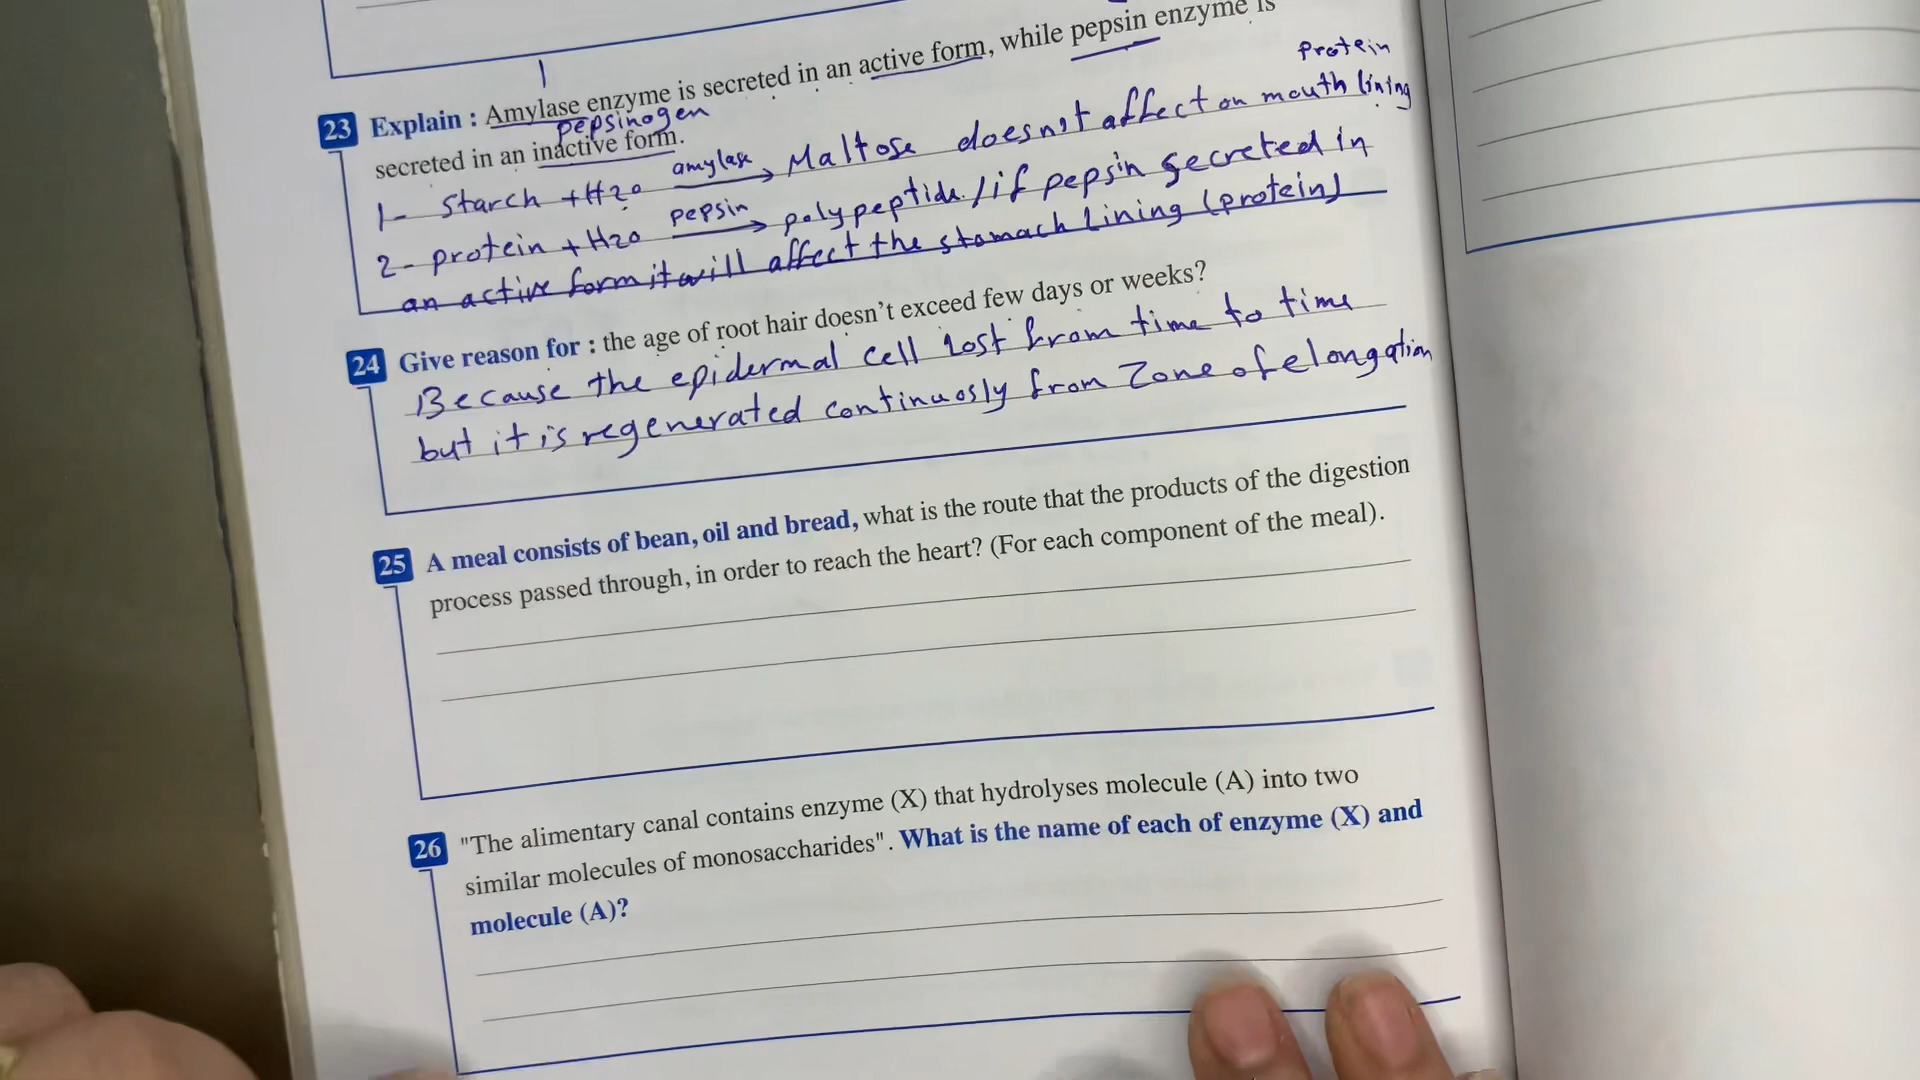 23 Explain : Amylase enzyme is secreted in an active form, while pepsin enzyme is
pepsinogen
secreted in an inactive form.
protein
1- Starch + H2O amylase → Maltose doesn't affect on mouth lining
2- protein + H2O pepsin → polypeptide / if pepsin secreted in
an active form it will affect the stomach lining (protein)
24 Give reason for : the age of root hair doesn't exceed few days or weeks?
Because the epidermal cell lost from time to time
but it is regenerated continuosly from Zone of elongation
25 A meal consists of bean, oil and bread, what is the route that the products of the digestion
process passed through, in order to reach the heart? (For each component of the meal).
26 "The alimentary canal contains enzyme (X) that hydrolyses molecule (A) into two
similar molecules of monosaccharides". What is the name of each of enzyme (X) and
molecule (A)?